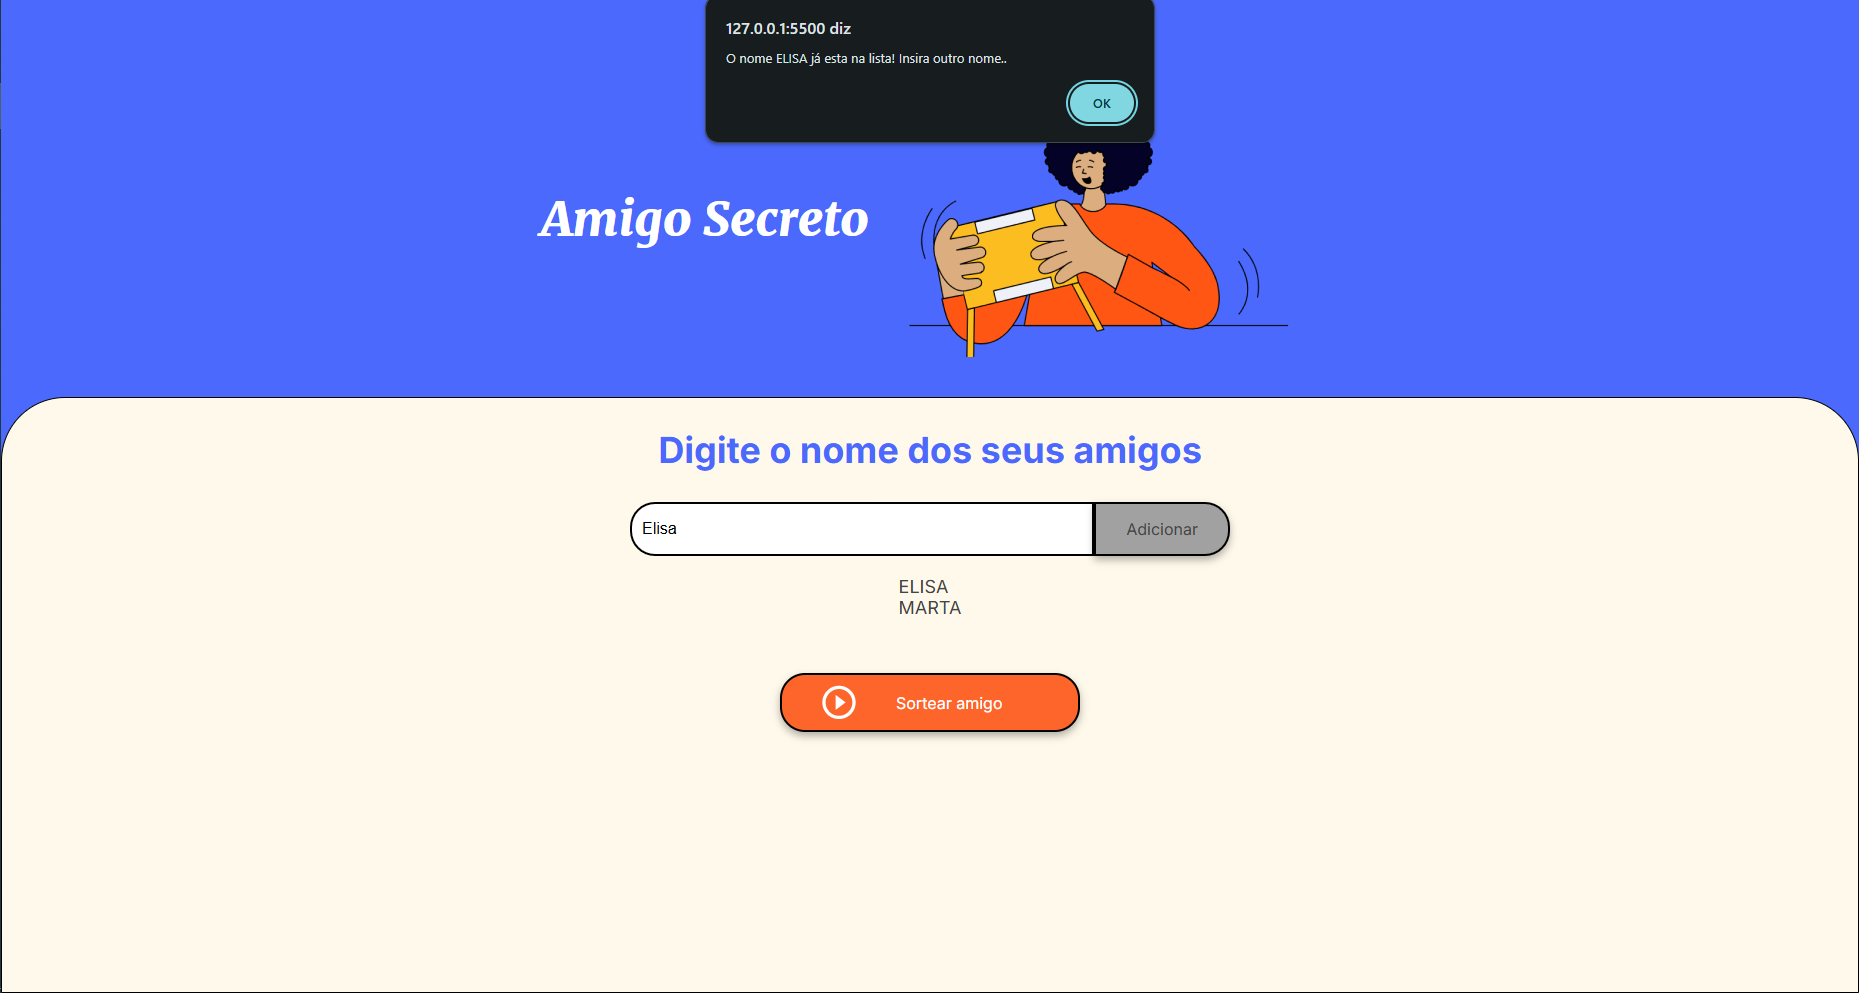 127.0.0.1:5500 diz
O nome ELISA já esta na lista! Insira outro nome..
OK
Amigo Secreto
Digite o nome dos seus amigos
Elisa
Adicionar
ELISA
MARTA
Sortear amigo